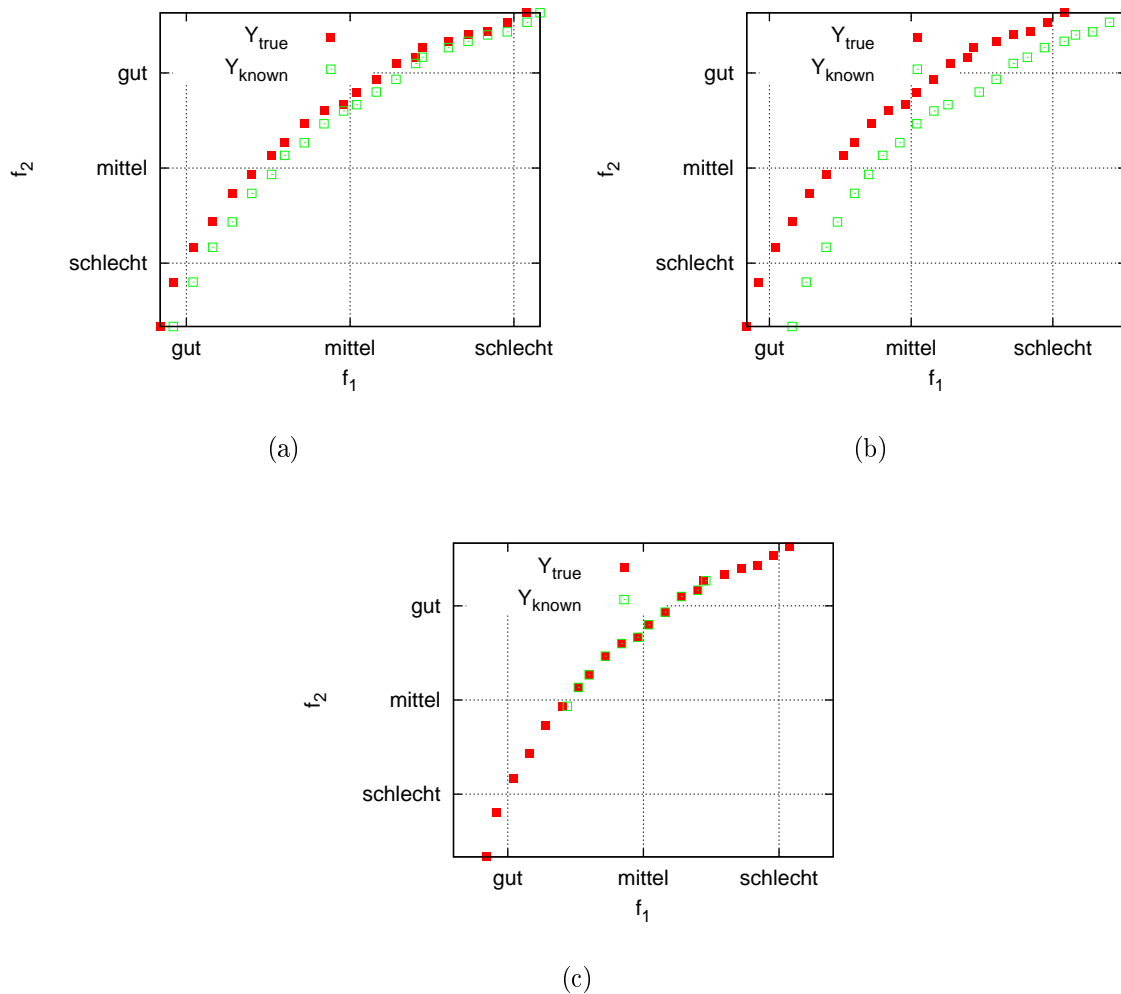 Y_true
Y_known
gut
mittel
schlecht
f_2
gut mittel schlecht
f_1
(a)
Y_true
Y_known
gut
mittel
schlecht
f_2
gut mittel schlecht
f_1
(b)
Y_true
Y_known
gut
mittel
schlecht
f_2
gut mittel schlecht
f_1
(c)